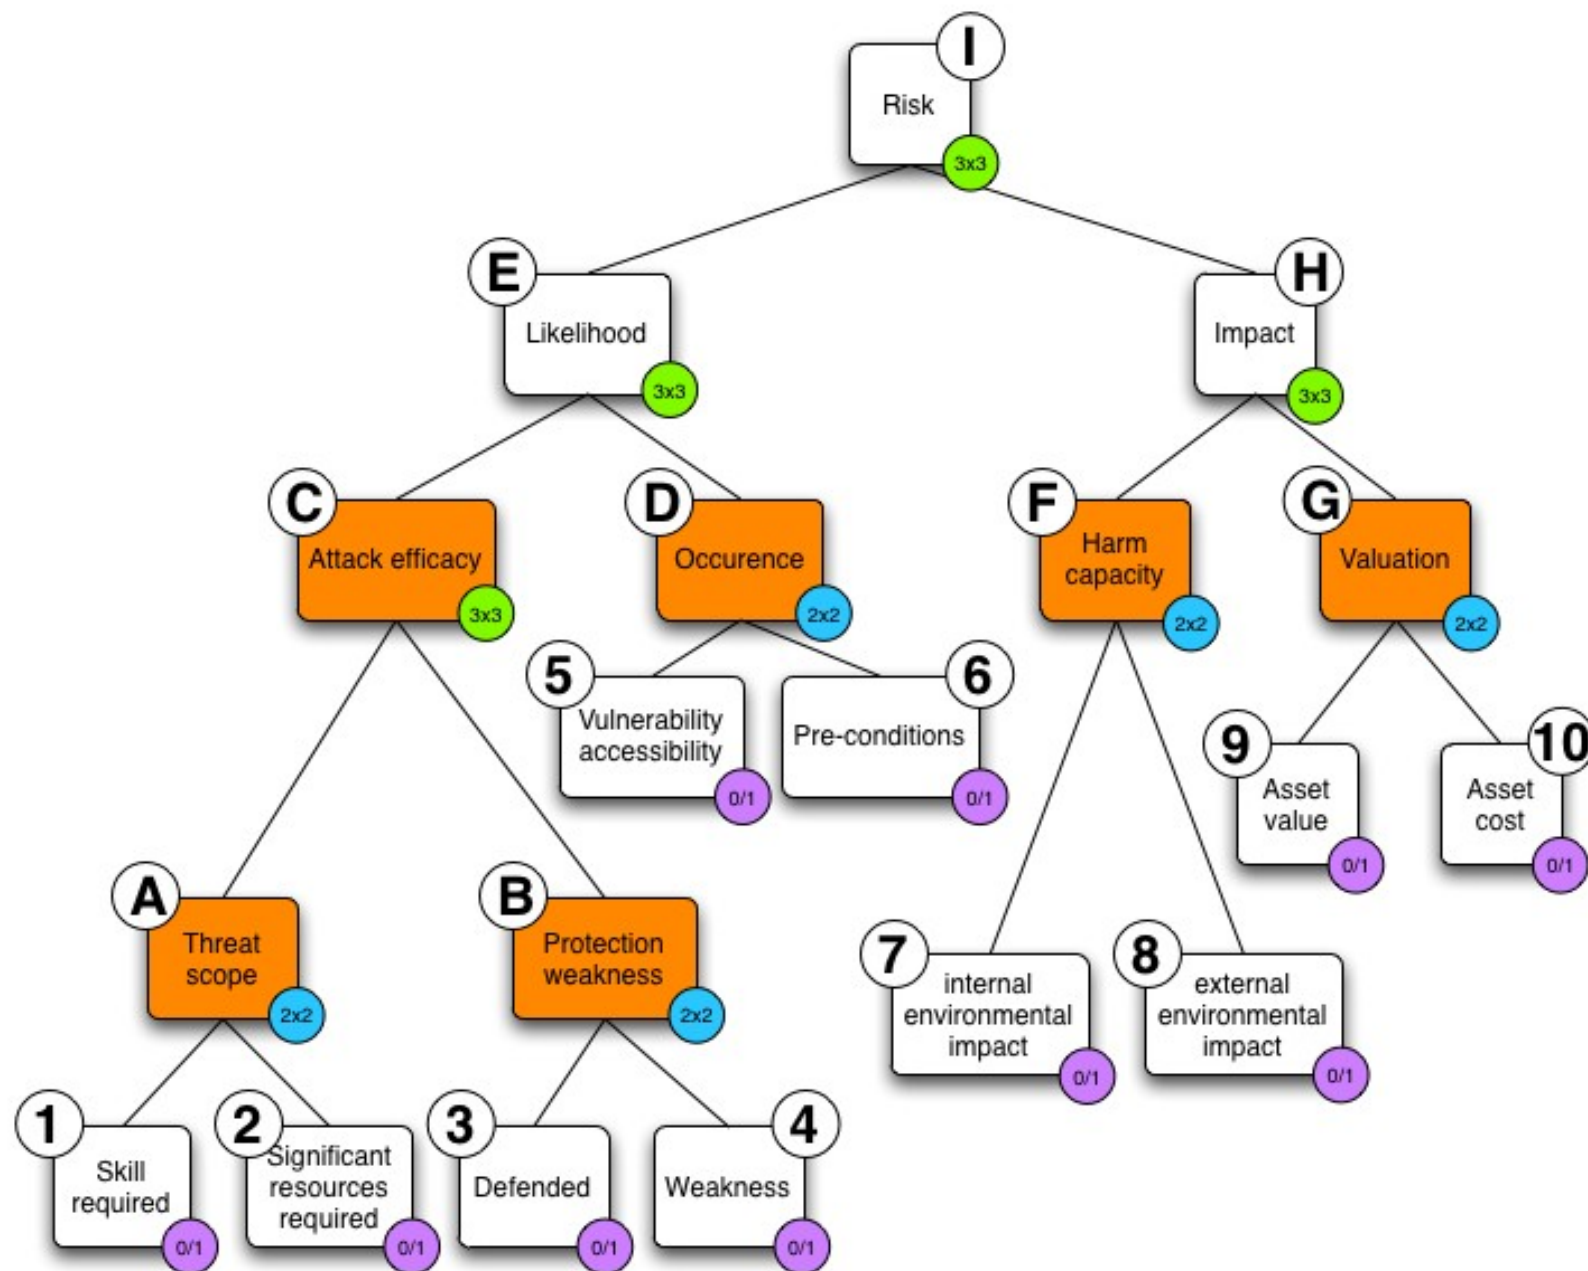 I
Risk
3x3
E
Likelihood
3x3
H
Impact
3x3
C
Attack efficacy
3x3
D
Occurence
2x2
F
Harm
capacity
2x2
G
Valuation
2x2
5
Vulnerability
accessibility
0/1
6
Pre-conditions
0/1
9
Asset
value
0/1
10
Asset
cost
0/1
A
Threat
scope
2x2
B
Protection
weakness
2x2
7
internal
environmental
impact
0/1
8
external
environmental
impact
0/1
1
Skill
required
0/1
2
Significant
resources
required
0/1
3
Defended
0/1
4
Weakness
0/1